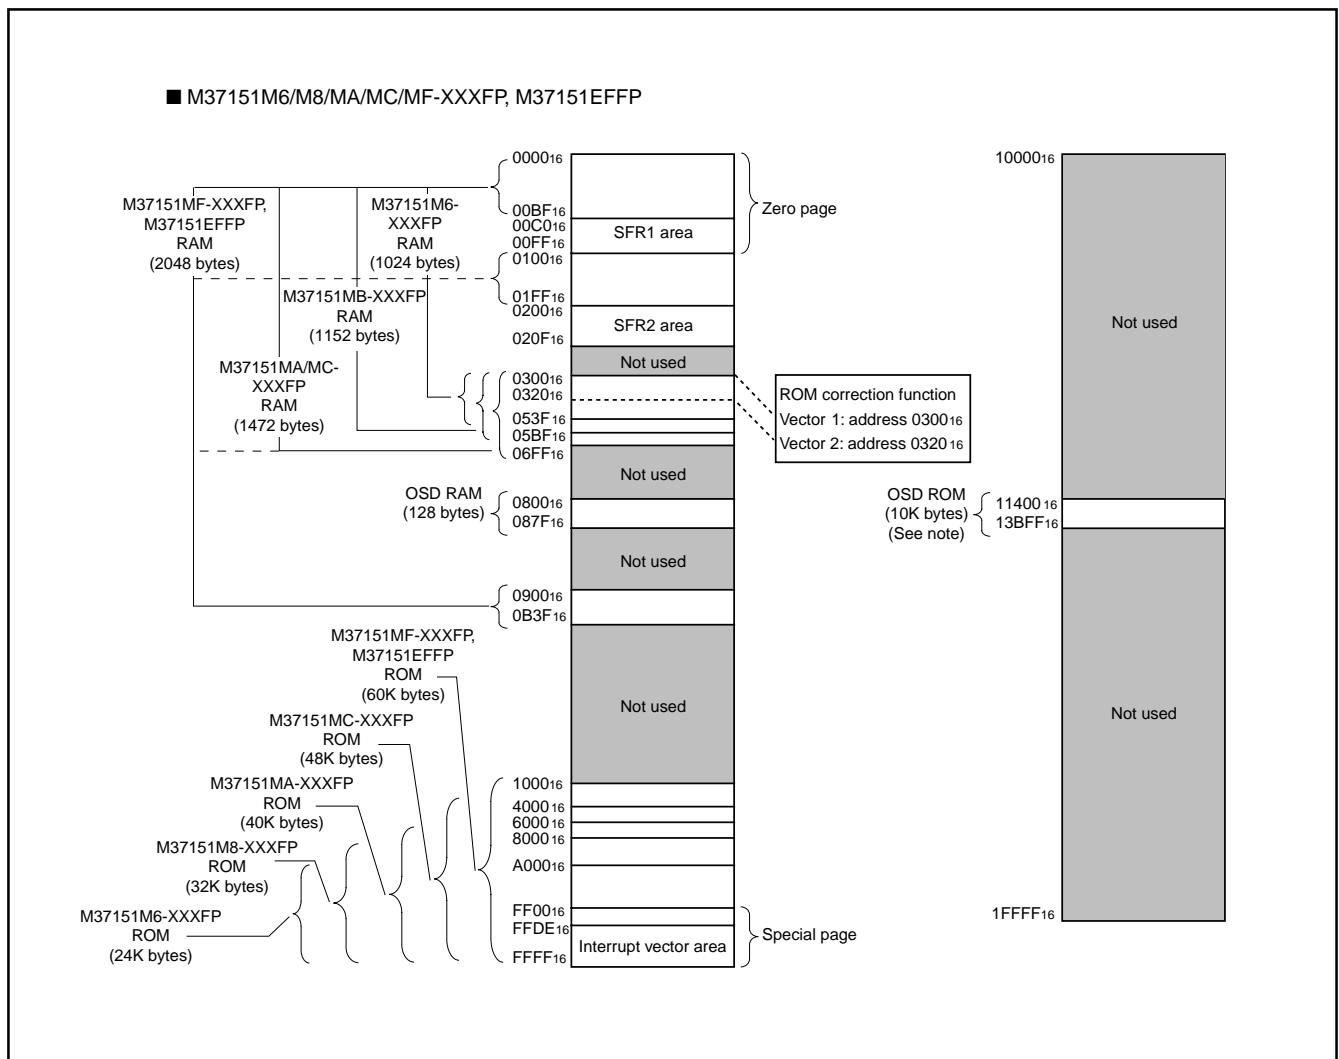 ■ M37151M6/M8/MA/MC/MF-XXXFP, M37151EFFP
M37151MF-XXXFP,
M37151EFFP
RAM
(2048 bytes)
M37151M6-
XXXFP
RAM
(1024 bytes)
M37151MB-XXXFP
RAM
(1152 bytes)
M37151MA/MC-
XXXFP
RAM
(1472 bytes)
OSD RAM
(128 bytes)
M37151MF-XXXFP,
M37151EFFP
ROM
(60K bytes)
M37151MC-XXXFP
ROM
(48K bytes)
M37151MA-XXXFP
ROM
(40K bytes)
M37151M8-XXXFP
ROM
(32K bytes)
M37151M6-XXXFP
ROM
(24K bytes)
0000₁₆
00BF₁₆
00C0₁₆
00FF₁₆
0100₁₆
01FF₁₆
0200₁₆
020F₁₆
0300₁₆
0320₁₆
053F₁₆
05BF₁₆
06FF₁₆
0800₁₆
087F₁₆
0900₁₆
0B3F₁₆
1000₁₆
4000₁₆
6000₁₆
8000₁₆
A000₁₆
FF00₁₆
FFDE₁₆
FFFF₁₆
SFR1 area
SFR2 area
Not used
Not used
Not used
Not used
Interrupt vector area
Zero page
ROM correction function
Vector 1: address 0300₁₆
Vector 2: address 0320₁₆
Special page
10000₁₆
Not used
OSD ROM
(10K bytes)
(See note)
11400₁₆
13BFF₁₆
Not used
1FFFF₁₆